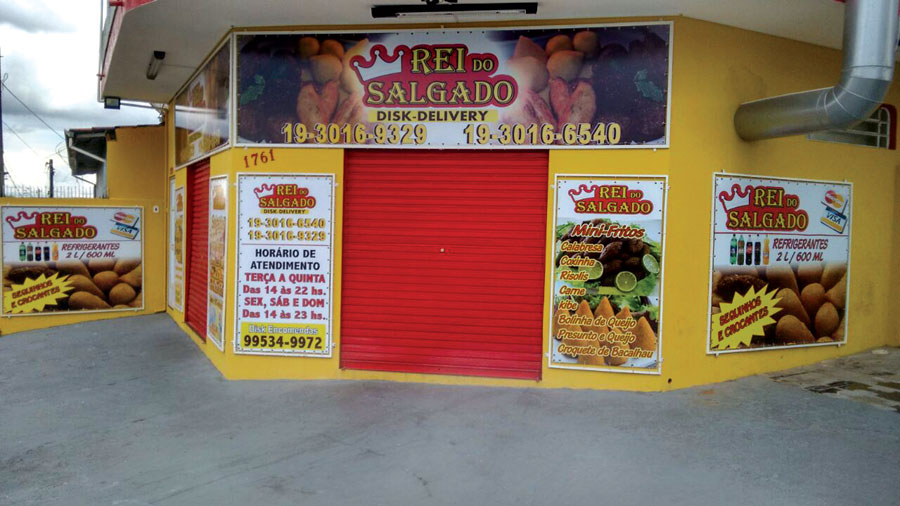 REI DO
SALGADO
DISK-DELIVERY
19-3016-9329 19-3016-6540
1761
REI DO
SALGADO
MasterCard
VISA
REFRIGERANTES
2 L / 600 ML
SEQUINHOS
E CROCANTES
REI DO
SALGADO
DISK-DELIVERY
19-3016-6540
19-3016-9329
HORÁRIO DE
ATENDIMENTO
TERÇA A QUINTA
Das 14 às 22 hs.
SEX, SÁB E DOM
Das 14 às 23 hs.
Disk Encomendas
99534-9972
REI DO
SALGADO
Mini-Fritos
Calabresa
Coxinha
Risolis
Carne
Kibe
Bolinha de Queijo
Presunto e Queijo
Croquete de Bacalhau
REI DO
SALGADO
MasterCard
VISA
REFRIGERANTES
2 L / 600 ML
SEQUINHOS
E CROCANTES